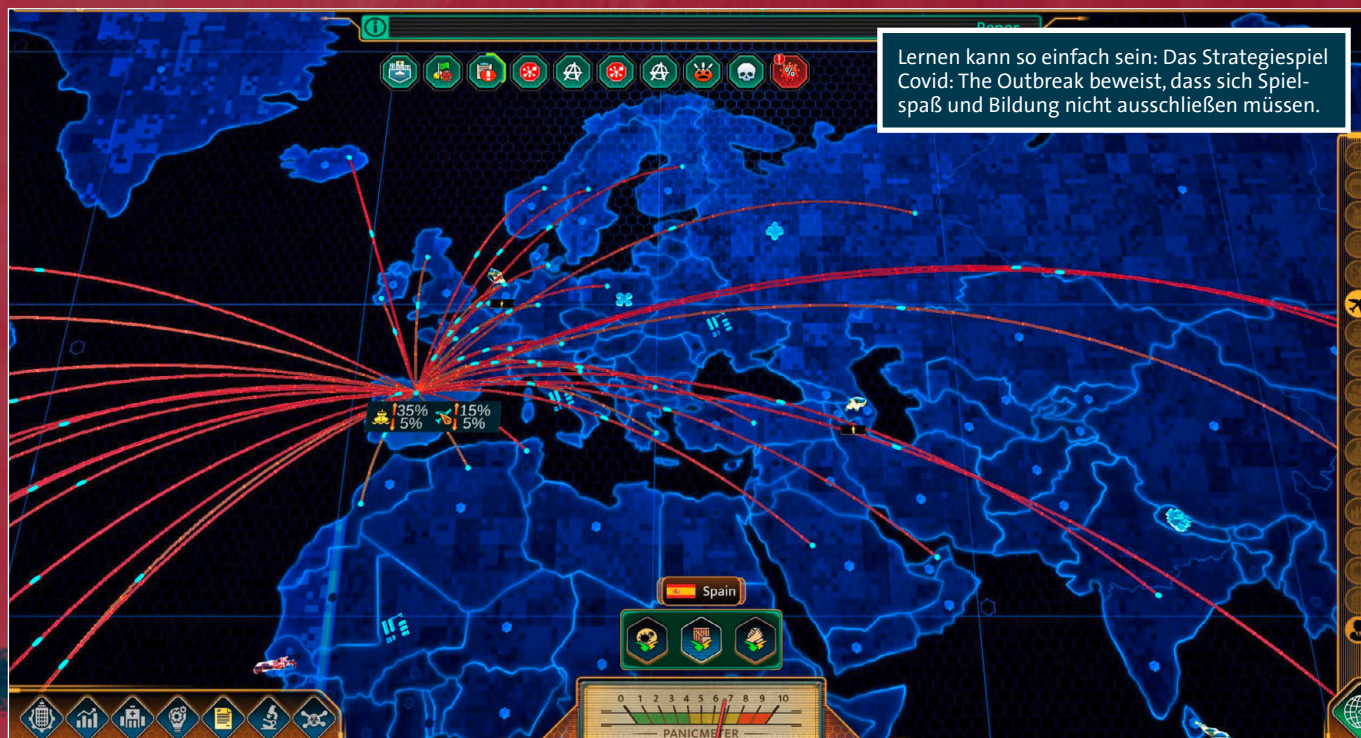 Lernen kann so einfach sein: Das Strategiespiel
Covid: The Outbreak beweist, dass sich Spiel-
spaß und Bildung nicht ausschließen müssen.
35% 15%
5% 5%
Spain
0 1 2 3 4 5 6 7 8 9 10
PANICMETER